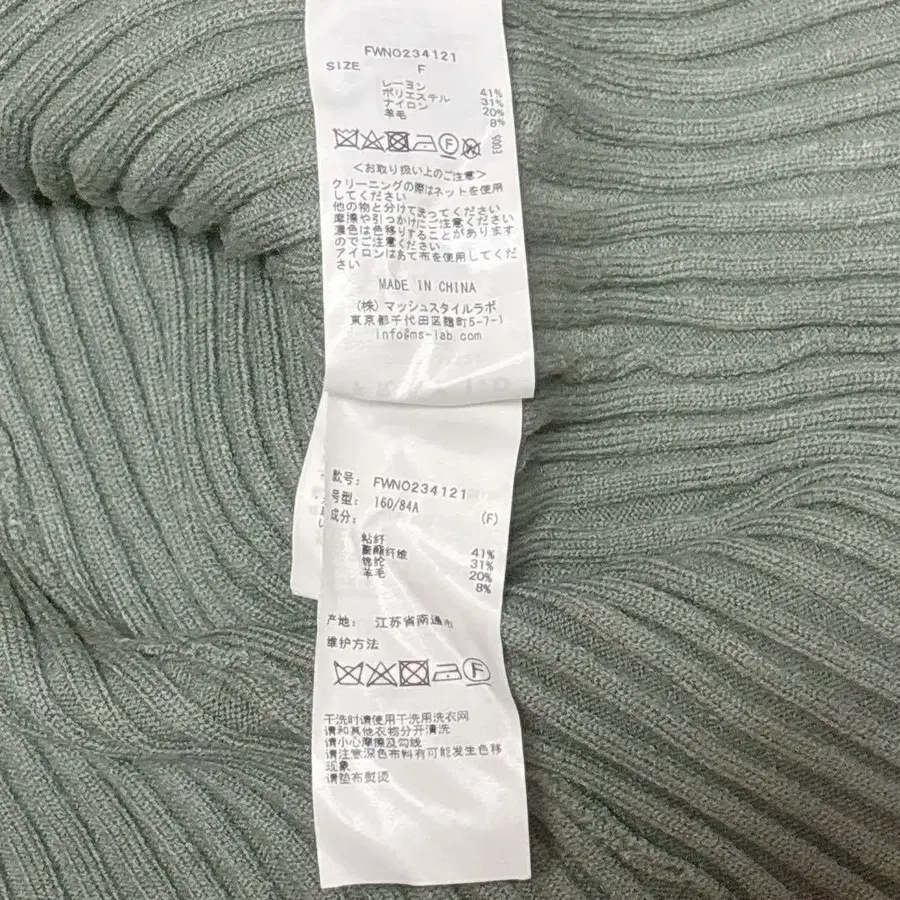 FWNO234121
SIZE F
レーヨン 41%
ポリエステル 31%
ナイロン 20%
羊毛 8%
E005
F
<お取り扱い上のご注意>
クリーニングの際はネットを使用
してください
他の物と分けて洗ってください
摩擦や引っかけにご注意ください
濃色は色移りすることがあります
のでご注意ください
アイロンはあて布を使用してくだ
さい
MADE IN CHINA
(株)マッシュスタイルラボ
東京都千代田区麹町5-7-1
info@ms-lab.com
款号: FWNO234121
号型: 160/84A (F)
成分:
粘纤 41%
聚酯纤维 31%
锦纶 20%
羊毛 8%
产地: 江苏省南通市
维护方法
F
干洗时请使用干洗用洗衣网
请和其他衣物分开清洗
请小心摩擦及勾线
请注意深色布料有可能发生色移
现象
请垫布熨烫